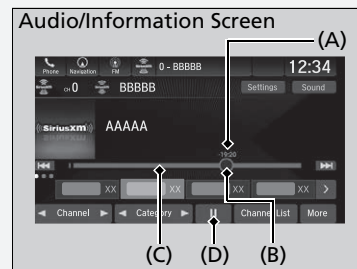 Audio/Information Screen
(A)
Phone Navigation FM 0 - BBBBB 12:34
CH 0 BBBBB Settings Sound
SiriusXM AAAAA
-19:20
XX XX XX XX
Channel Category Channel List More
(C) (D) (B)